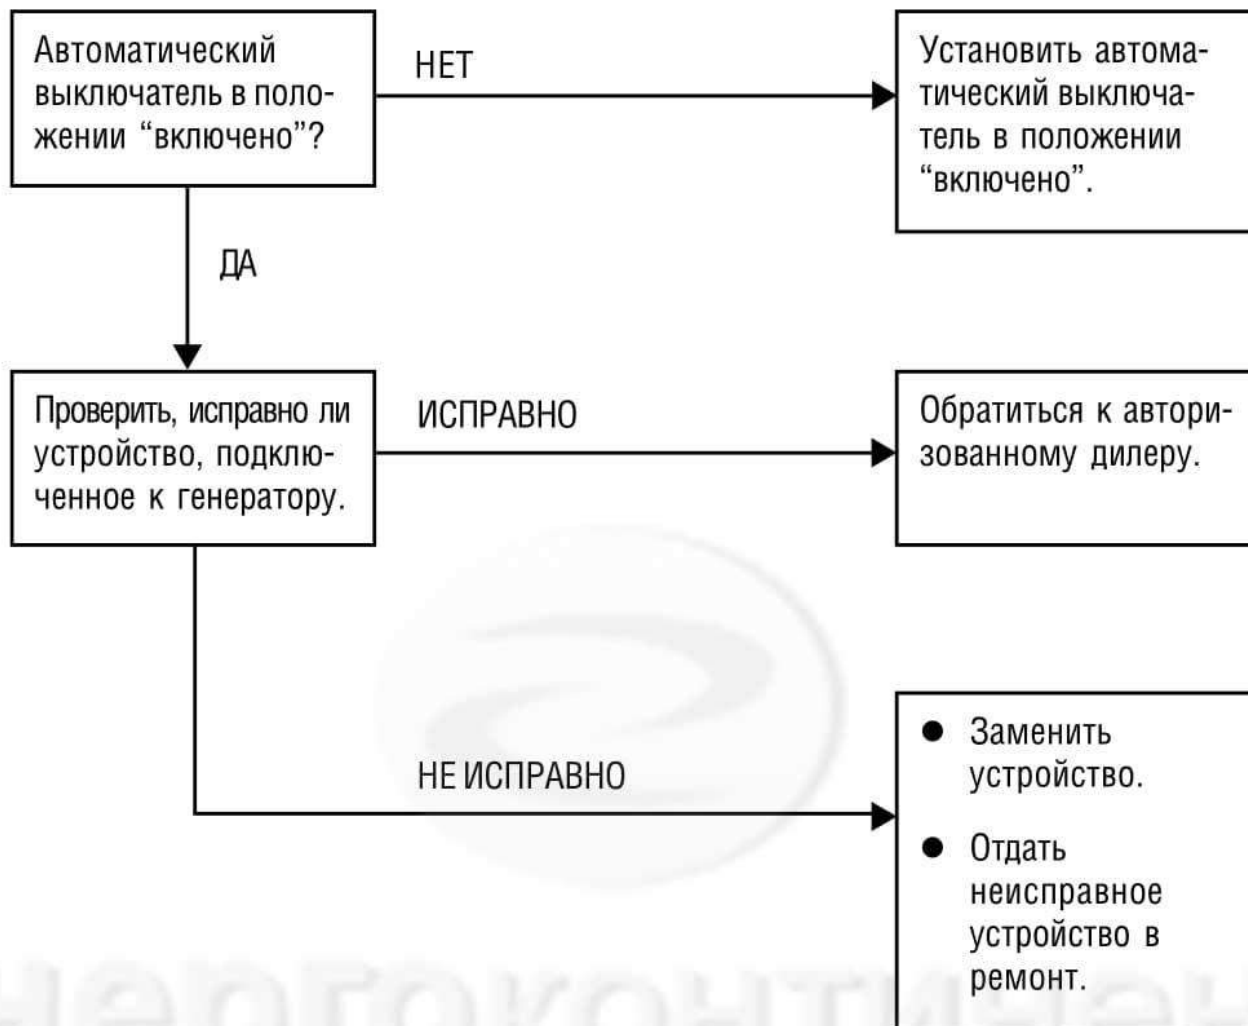 Автоматический
выключатель в поло-
жении “включено”?
НЕТ
Установить автома-
тический выключа-
тель в положении
“включено”.
ДА
Проверить, исправно ли
устройство, подклю-
ченное к генератору.
ИСПРАВНО
Обратиться к автори-
зованному дилеру.
НЕ ИСПРАВНО
● Заменить
устройство.
● Отдать
неисправное
устройство в
ремонт.